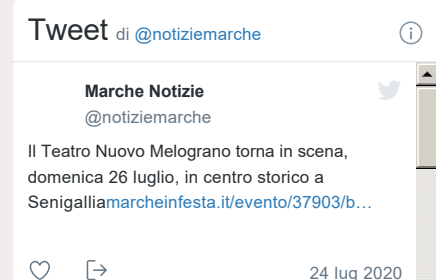 Tweet di @notiziemarche
Marche Notizie
@notiziemarche
Il Teatro Nuovo Melograno torna in scena,
domenica 26 luglio, in centro storico a
Senigalliamarcheinfesta.it/evento/37903/b…
24 lug 2020